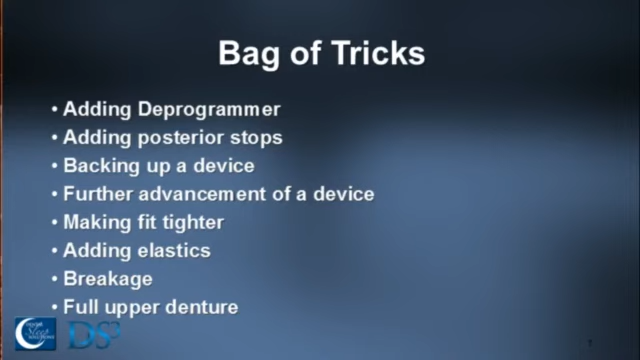 Bag of Tricks
• Adding Deprogrammer
• Adding posterior stops
• Backing up a device
• Further advancement of a device
• Making fit tighter
• Adding elastics
• Breakage
• Full upper denture
DS3